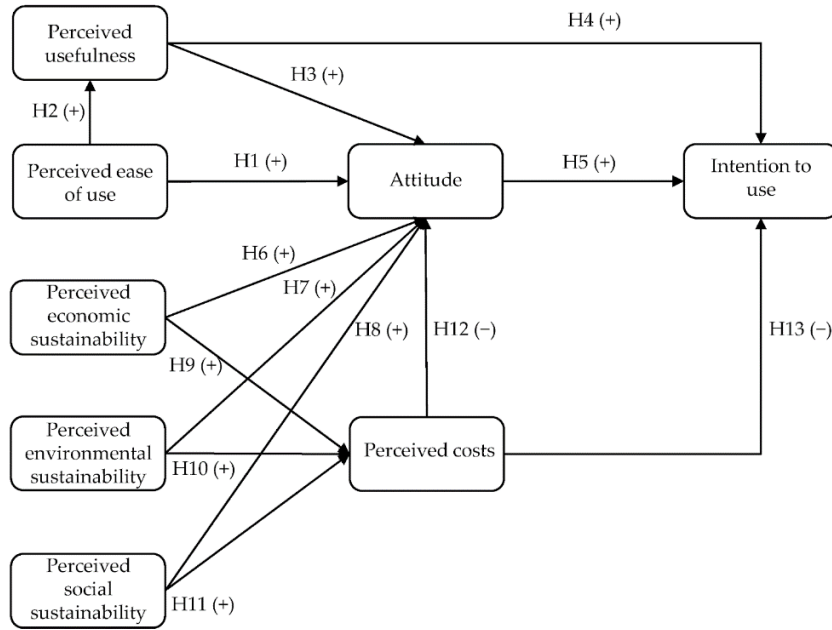 H4 (+)
Perceived
usefulness
H3 (+)
H2 (+)
H1 (+)
H5 (+)
Perceived ease
of use
Attitude
Intention to
use
H6 (+)
H7 (+)
Perceived
economic
sustainability
H8 (+)
H12 (−)
H13 (−)
H9 (+)
Perceived
environmental
sustainability
Perceived costs
H10 (+)
Perceived
social
sustainability
H11 (+)